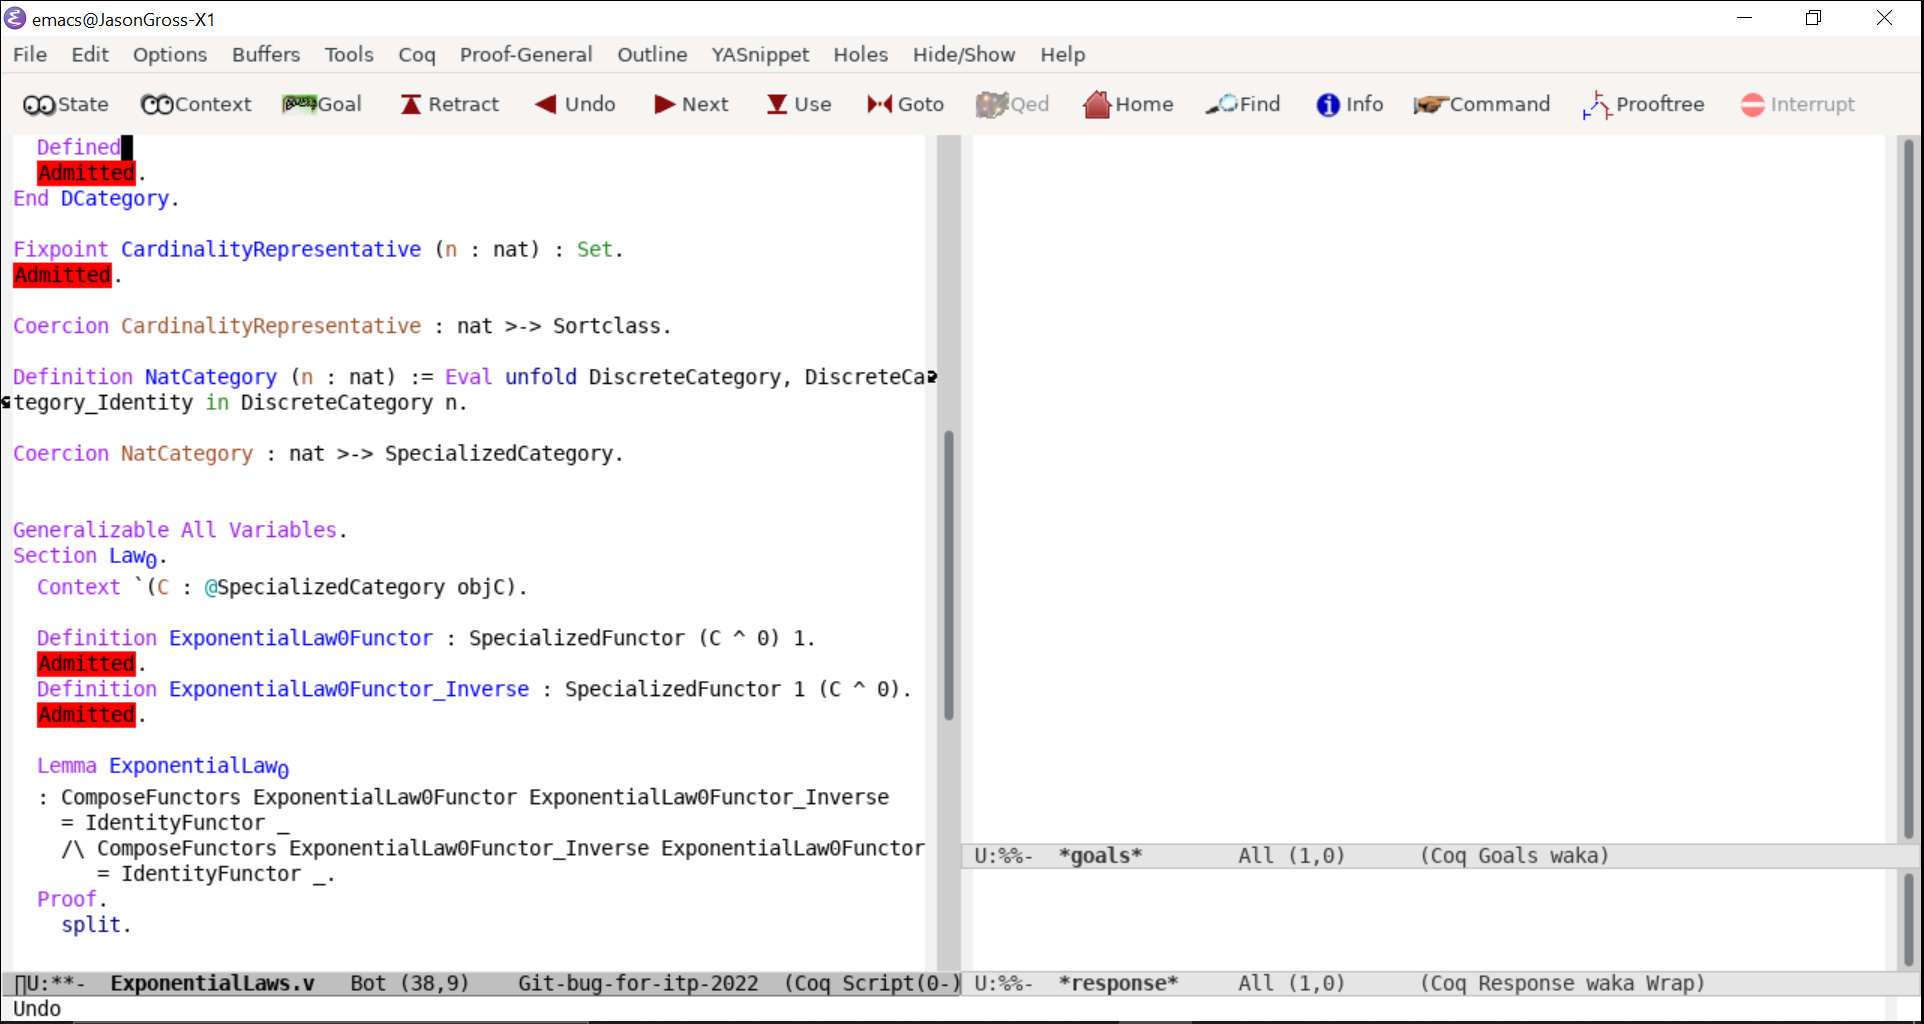 emacs@JasonGross-X1
File Edit Options Buffers Tools Coq Proof-General Outline YASnippet Holes Hide/Show Help
State Context Goal Retract Undo Next Use Goto Qed Home Find Info Command Prooftree Interrupt
Defined
Admitted.
End DCategory.
Fixpoint CardinalityRepresentative (n : nat) : Set.
Admitted.
Coercion CardinalityRepresentative : nat >-> Sortclass.
Definition NatCategory (n : nat) := Eval unfold DiscreteCategory, DiscreteCa
tegory_Identity in DiscreteCategory n.
Coercion NatCategory : nat >-> SpecializedCategory.
Generalizable All Variables.
Section Law₀.
Context `(C : @SpecializedCategory objC).
Definition ExponentialLaw0Functor : SpecializedFunctor (C ^ 0) 1.
Admitted.
Definition ExponentialLaw0Functor_Inverse : SpecializedFunctor 1 (C ^ 0).
Admitted.
Lemma ExponentialLaw₀
: ComposeFunctors ExponentialLaw0Functor ExponentialLaw0Functor_Inverse
= IdentityFunctor _
/\ ComposeFunctors ExponentialLaw0Functor_Inverse ExponentialLaw0Functor
= IdentityFunctor _.
Proof.
split.
U:**- ExponentialLaws.v Bot (38,9) Git-bug-for-itp-2022 (Coq Script(0-)
Undo
U:%%- *goals* All (1,0) (Coq Goals waka)
U:%%- *response* All (1,0) (Coq Response waka Wrap)